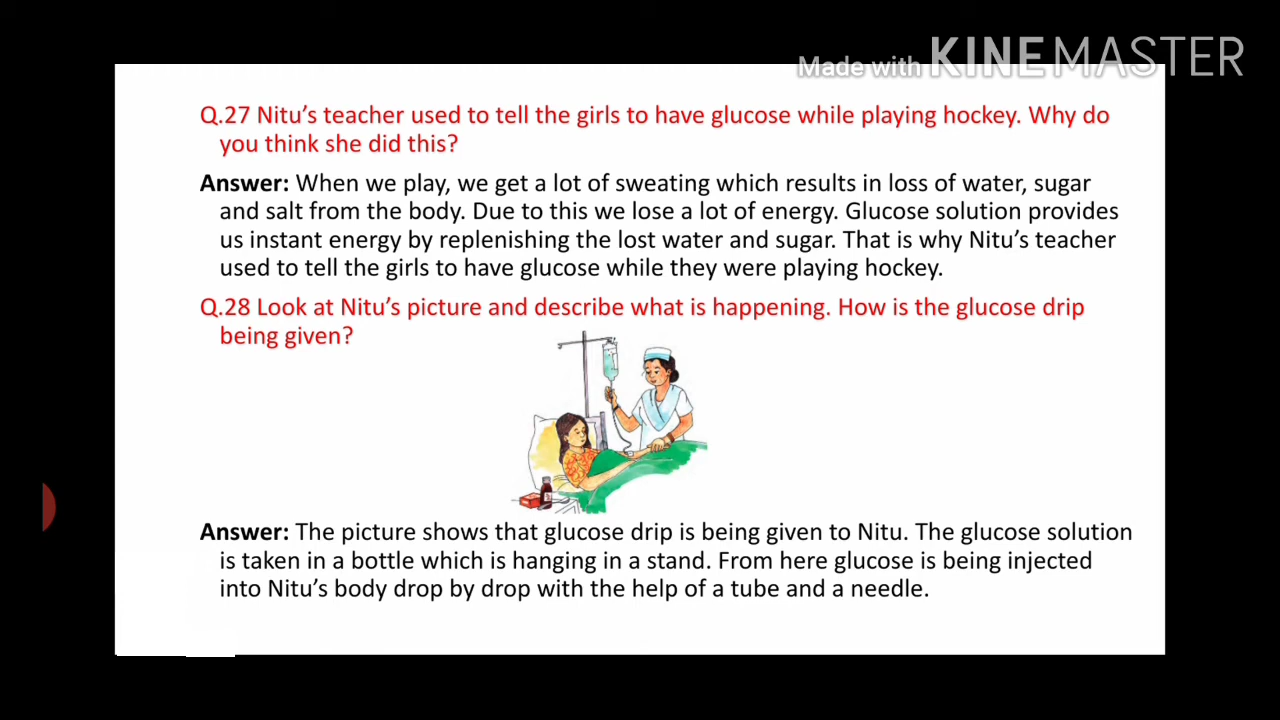 Made with KINEMASTER
Q.27 Nitu's teacher used to tell the girls to have glucose while playing hockey. Why do
you think she did this?
Answer: When we play, we get a lot of sweating which results in loss of water, sugar
and salt from the body. Due to this we lose a lot of energy. Glucose solution provides
us instant energy by replenishing the lost water and sugar. That is why Nitu's teacher
used to tell the girls to have glucose while they were playing hockey.
Q.28 Look at Nitu's picture and describe what is happening. How is the glucose drip
being given?
Answer: The picture shows that glucose drip is being given to Nitu. The glucose solution
is taken in a bottle which is hanging in a stand. From here glucose is being injected
into Nitu's body drop by drop with the help of a tube and a needle.